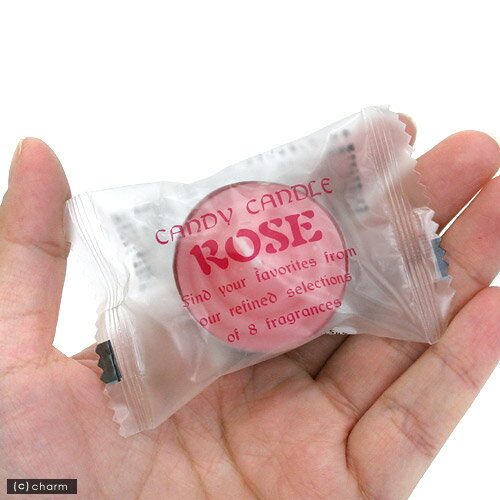 CANDY CANDLE
ROSE
Find your favorites from
our refined selections
of 8 fragrances
(c)charm